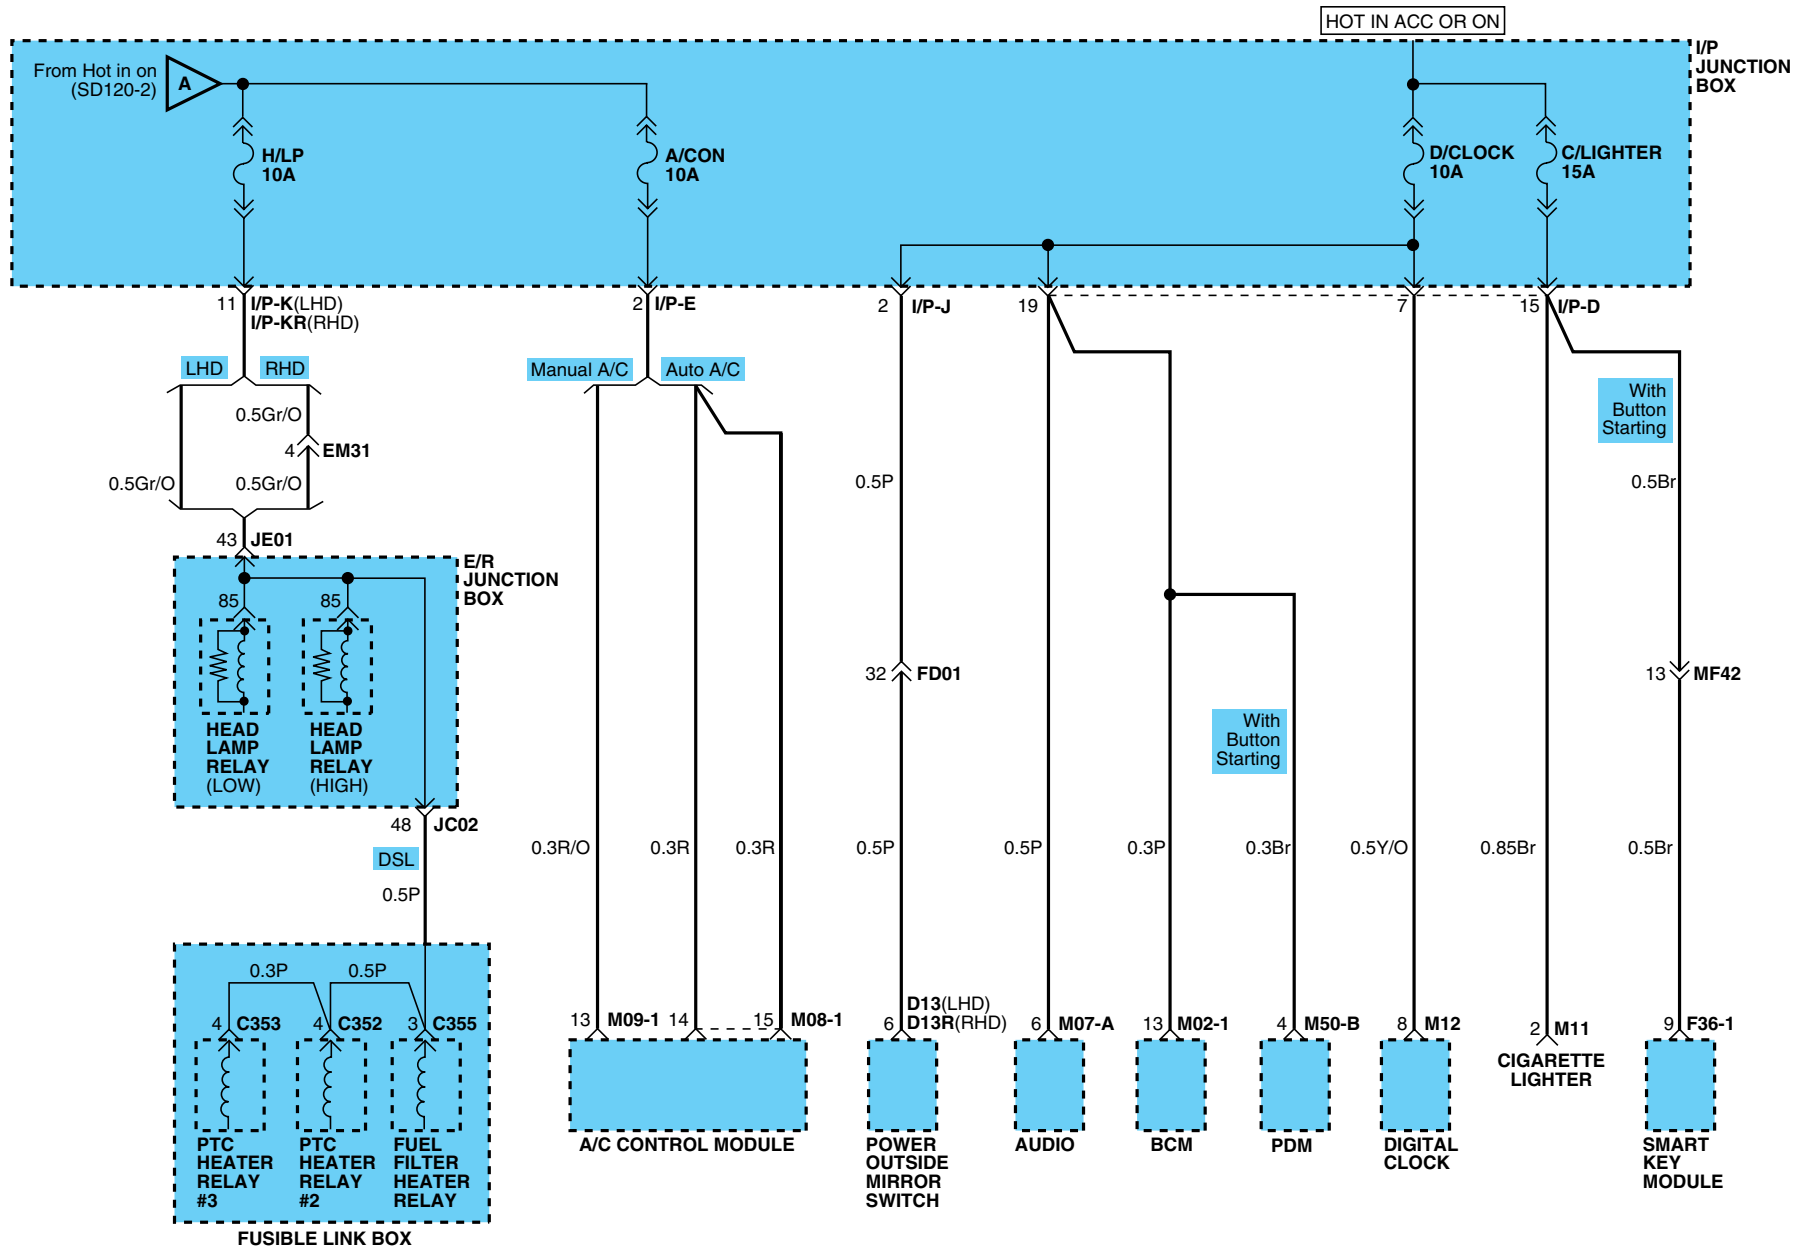 HOT IN ACC OR ON
I/P
JUNCTION
BOX
From Hot in on
(SD120-2)
A
H/LP
10A
A/CON
10A
D/CLOCK
10A
C/LIGHTER
15A
11
I/P-K(LHD)
I/P-KR(RHD)
2
I/P-E
2
I/P-J
19
7
15
I/P-D
LHD
RHD
Manual A/C
Auto A/C
With
Button
Starting
0.5Gr/O
4
EM31
0.5Gr/O
0.5Gr/O
0.5P
0.5Br
43
JE01
E/R
JUNCTION
BOX
85
85
HEAD
LAMP
RELAY
(LOW)
HEAD
LAMP
RELAY
(HIGH)
32
FD01
13
MF42
With
Button
Starting
48
JC02
DSL
0.5P
0.3R/O
0.3R
0.3R
0.5P
0.5P
0.3P
0.3Br
0.5Y/O
0.85Br
0.5Br
0.3P
0.5P
4
C353
4
C352
3
C355
13
M09-1
14
15
M08-1
D13(LHD)
6
D13R(RHD)
6
M07-A
13
M02-1
4
M50-B
8
M12
2
M11
9
F36-1
CIGARETTE
LIGHTER
PTC
HEATER
RELAY
#3
PTC
HEATER
RELAY
#2
FUEL
FILTER
HEATER
RELAY
A/C CONTROL MODULE
POWER
OUTSIDE
MIRROR
SWITCH
AUDIO
BCM
PDM
DIGITAL
CLOCK
SMART
KEY
MODULE
FUSIBLE LINK BOX